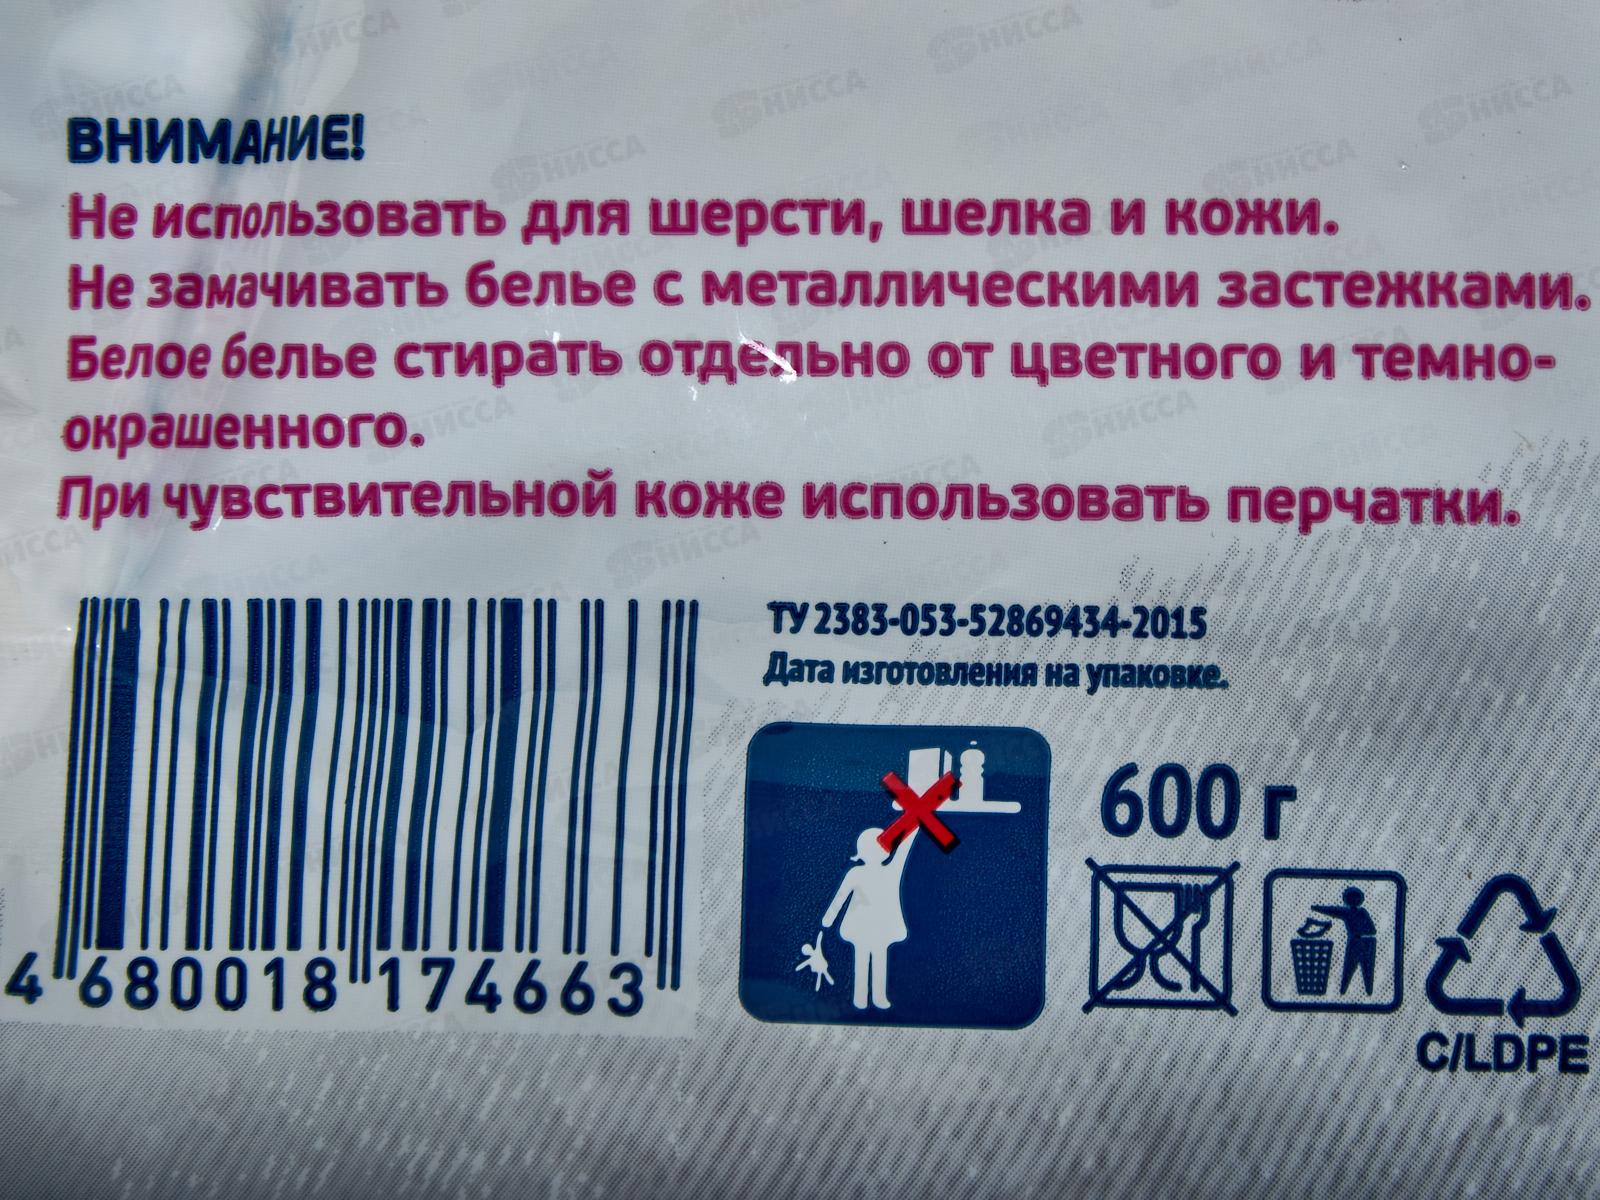 ВНИМАНИЕ!
Не использовать для шерсти, шелка и кожи.
Не замачивать белье с металлическими застежками.
Белое белье стирать отдельно от цветного и темно-
окрашенного.
При чувствительной коже использовать перчатки.
ТУ 2383-053-52869434-2015
Дата изготовления на упаковке.
600 г
4 680018 174663
C/LDPE
НИССА